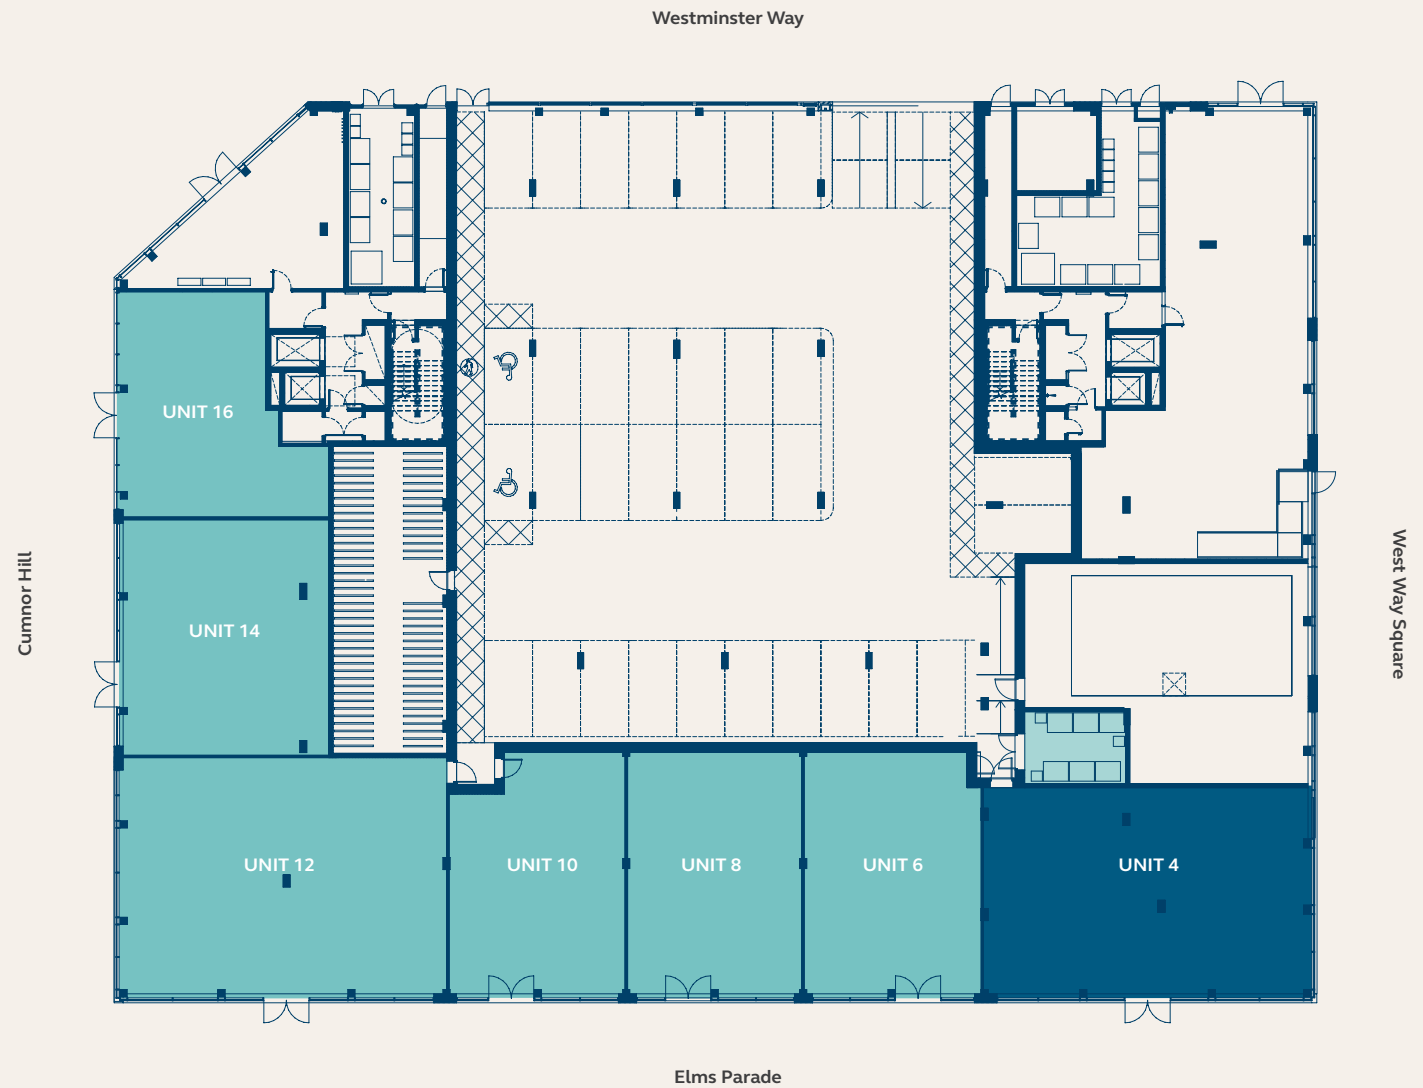 Westminster Way
UNIT 16
Cumnor Hill
West Way Square
UNIT 14
UNIT 12
UNIT 10
UNIT 8
UNIT 6
UNIT 4
Elms Parade